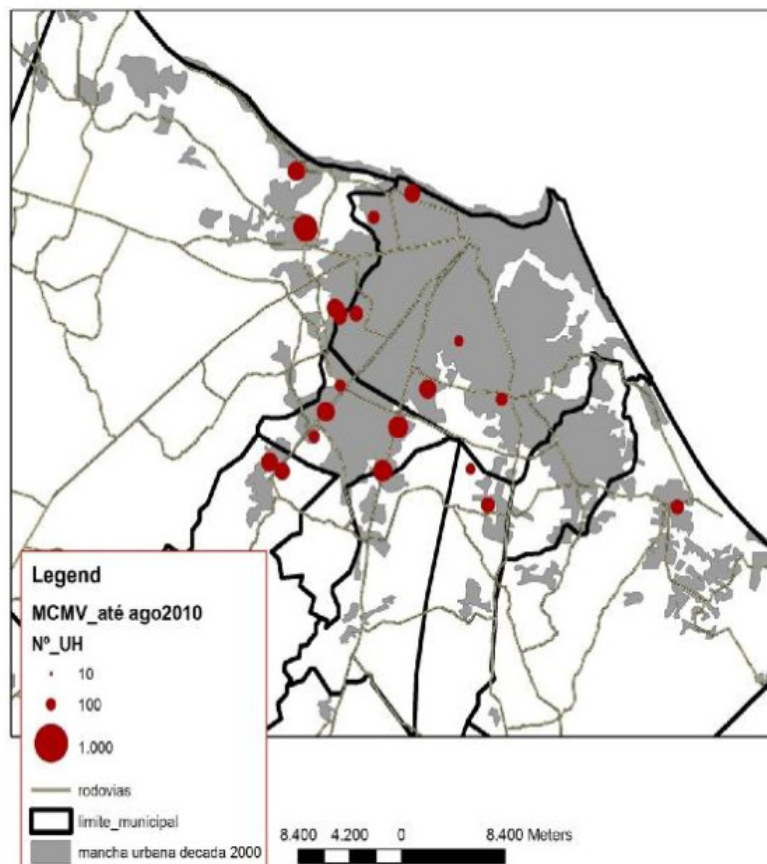 Legend
MCMV_até ago2010
Nº_UH
10
100
1.000
rodovias
limite_municipal
mancha urbana decada 2000
8.400 4.200 0 8.400 Meters